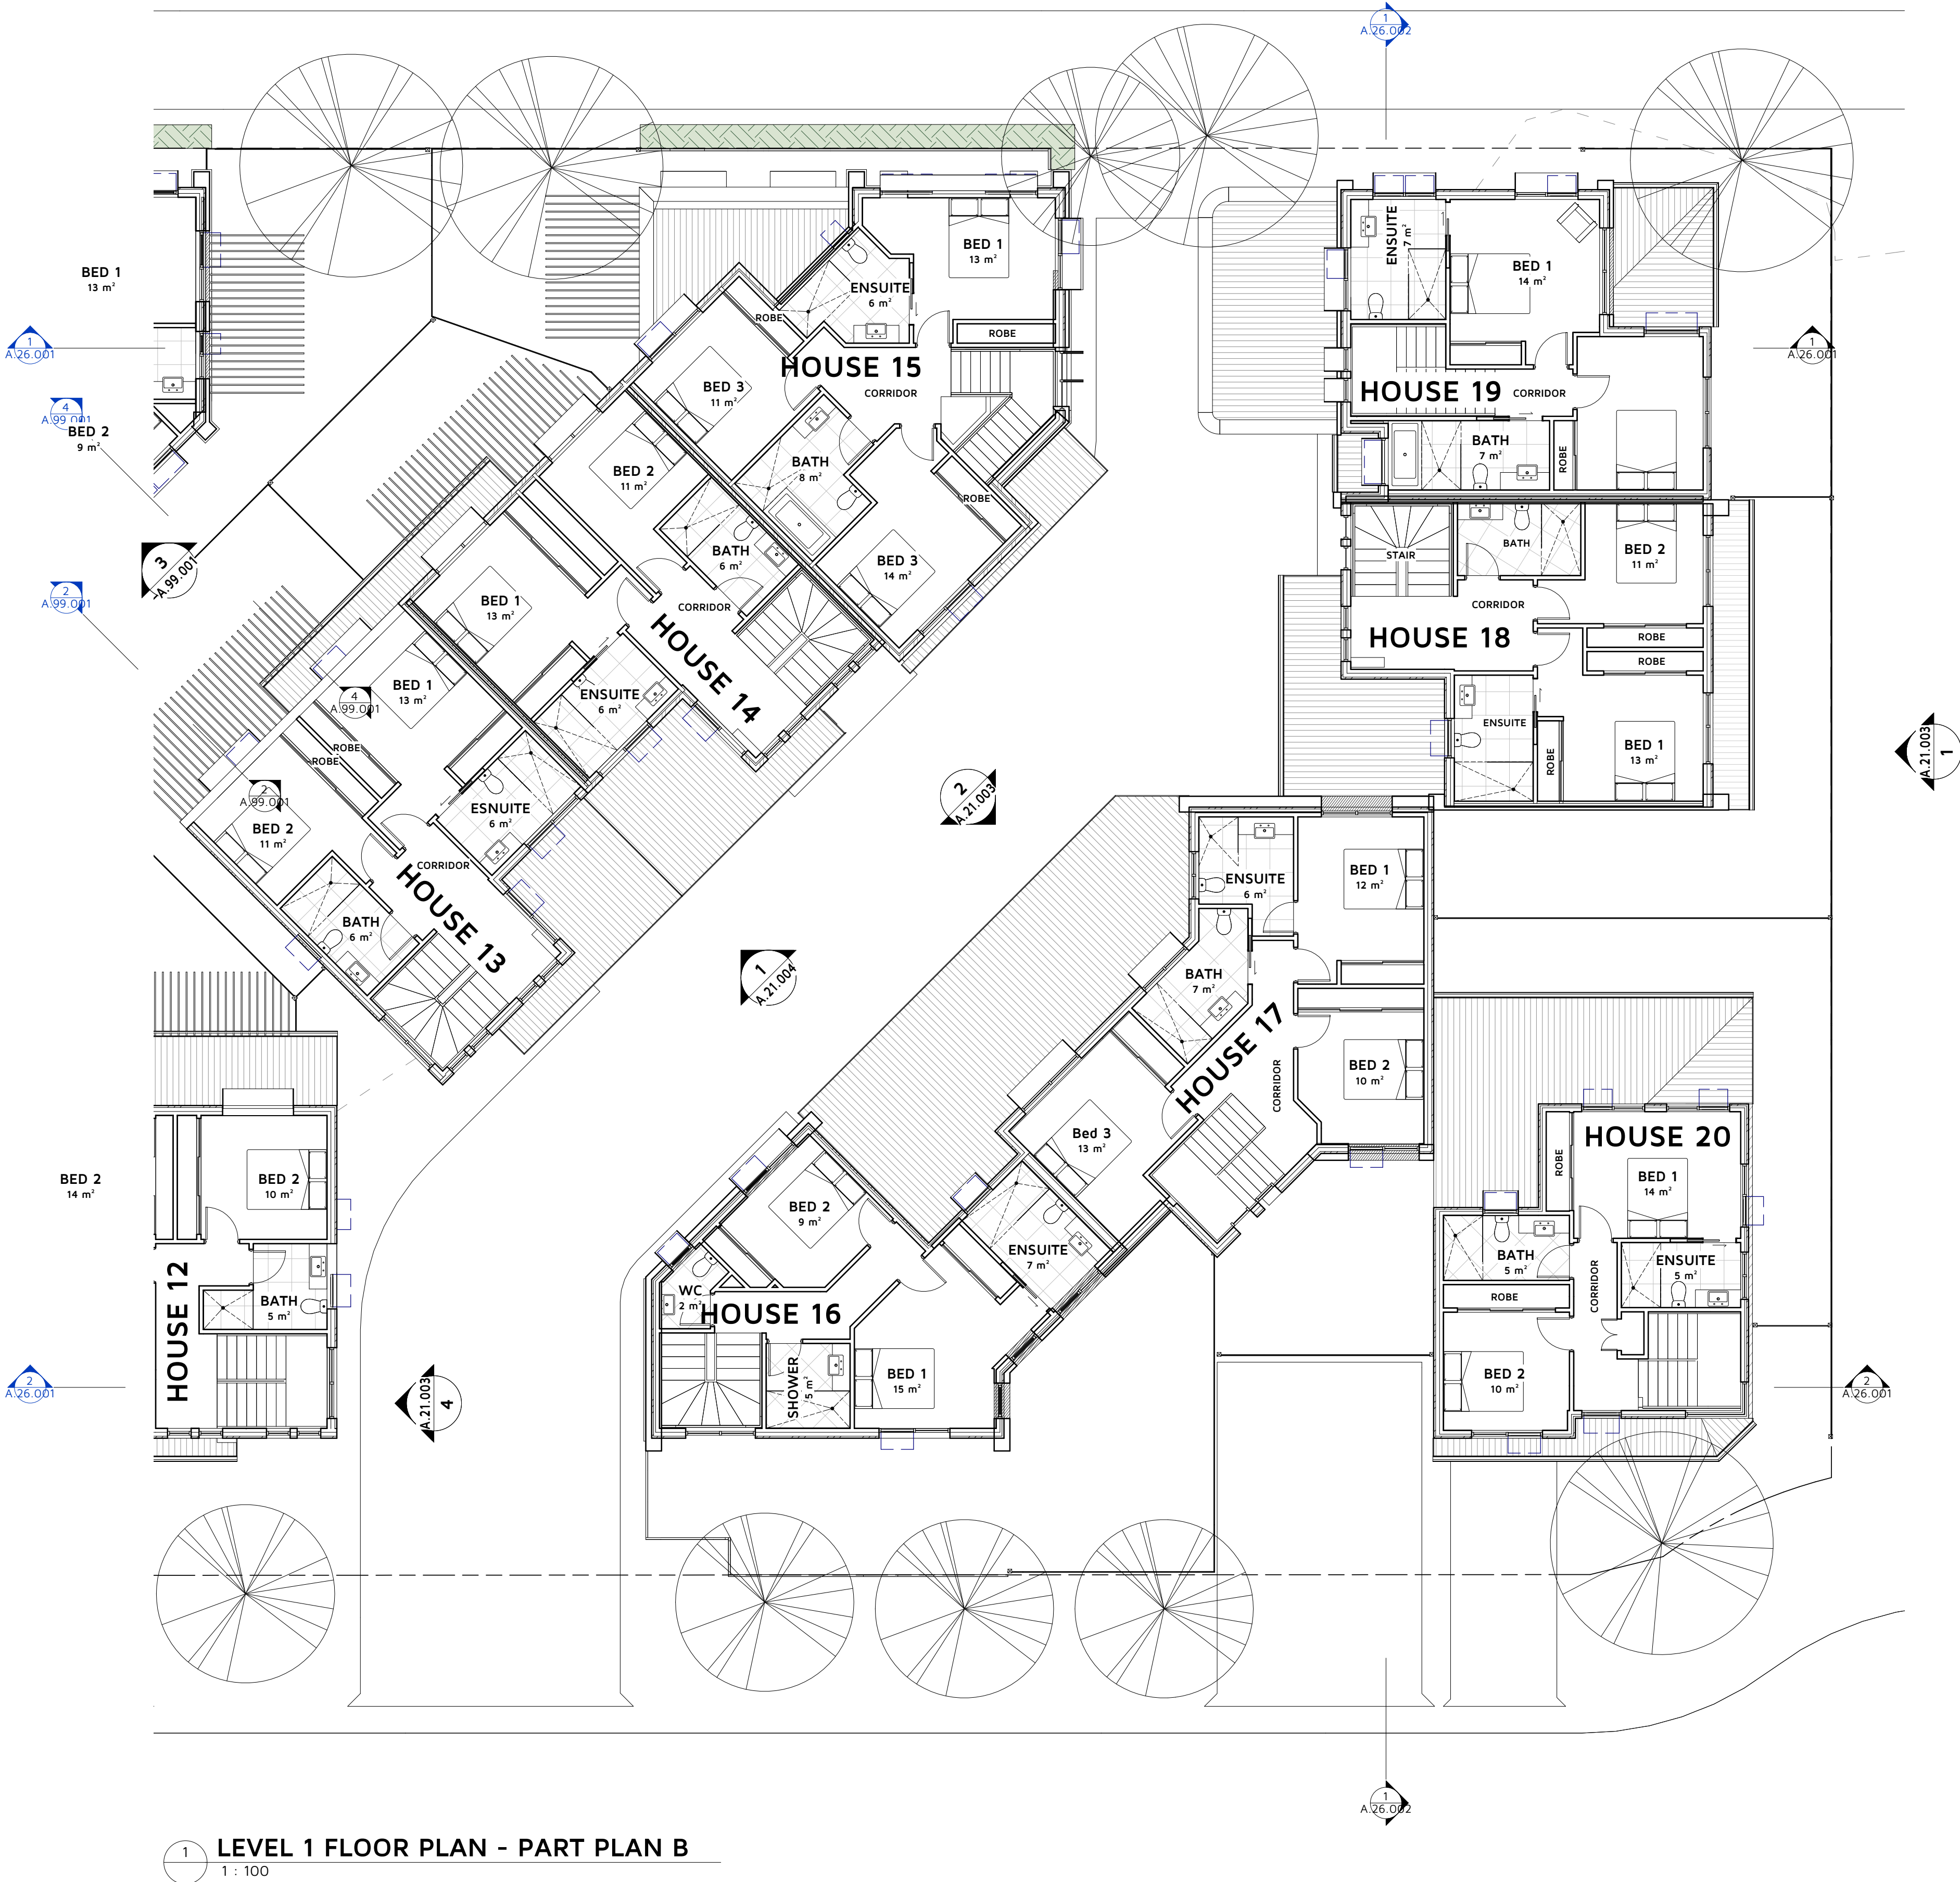 1
A.26.002
BED 1
13 m²
1
A.26.001
4
A.99.001
BED 2
9 m²
3
A.99.001
2
A.99.001
BED 1
13 m²
ENSUITE
6 m²
ROBE
ROBE
HOUSE 15
CORRIDOR
BED 3
11 m²
BATH
8 m²
ROBE
BED 3
14 m²
BED 2
11 m²
BATH
6 m²
BED 1
13 m²
CORRIDOR
HOUSE 14
ENSUITE
6 m²
BED 1
13 m²
4
A.99.001
ROBE
ROBE
2
A.99.001
BED 2
11 m²
ESNUITE
6 m²
CORRIDOR
HOUSE 13
BATH
6 m²
ENSUITE
7 m²
BED 1
14 m²
1
A.26.001
HOUSE 19
CORRIDOR
BATH
7 m²
ROBE
STAIR
BATH
BED 2
11 m²
CORRIDOR
HOUSE 18
ROBE
ROBE
ENSUITE
ROBE
BED 1
13 m²
1
A.21.003
2
A.21.003
1
A.21.004
ENSUITE
6 m²
BED 1
12 m²
BATH
7 m²
HOUSE 17
CORRIDOR
BED 2
10 m²
Bed 3
13 m²
BED 2
14 m²
BED 2
10 m²
HOUSE 12
BATH
5 m²
2
A.26.001
4
A.21.003
BED 2
9 m²
ENSUITE
7 m²
WC
2 m²
HOUSE 16
SHOWER
5 m²
BED 1
15 m²
HOUSE 20
ROBE
BED 1
14 m²
BATH
5 m²
ENSUITE
5 m²
CORRIDOR
ROBE
BED 2
10 m²
2
A.26.001
1
A.26.002
1
LEVEL 1 FLOOR PLAN - PART PLAN B
1 : 100